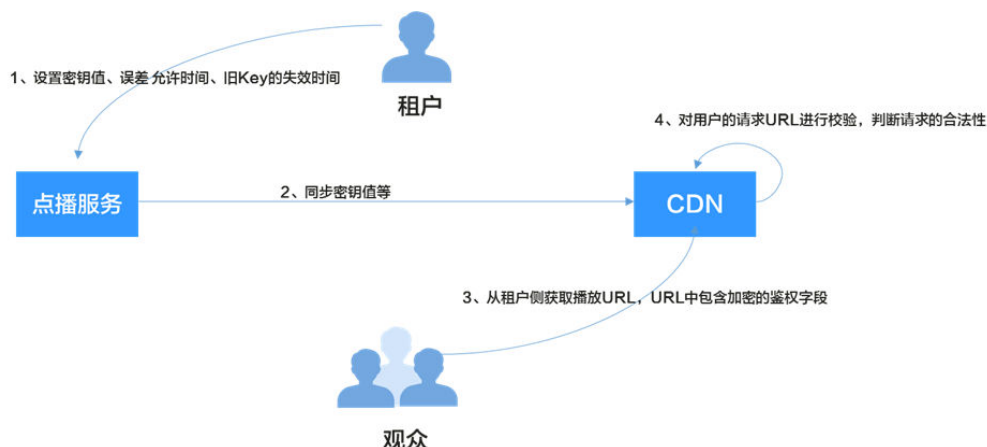 1、设置密钥值、误差允许时间、旧Key的失效时间
租户
4、对用户的请求URL进行校验，判断请求的合法性
点播服务
2、同步密钥值等
CDN
3、从租户侧获取播放URL，URL中包含加密的鉴权字段
观众